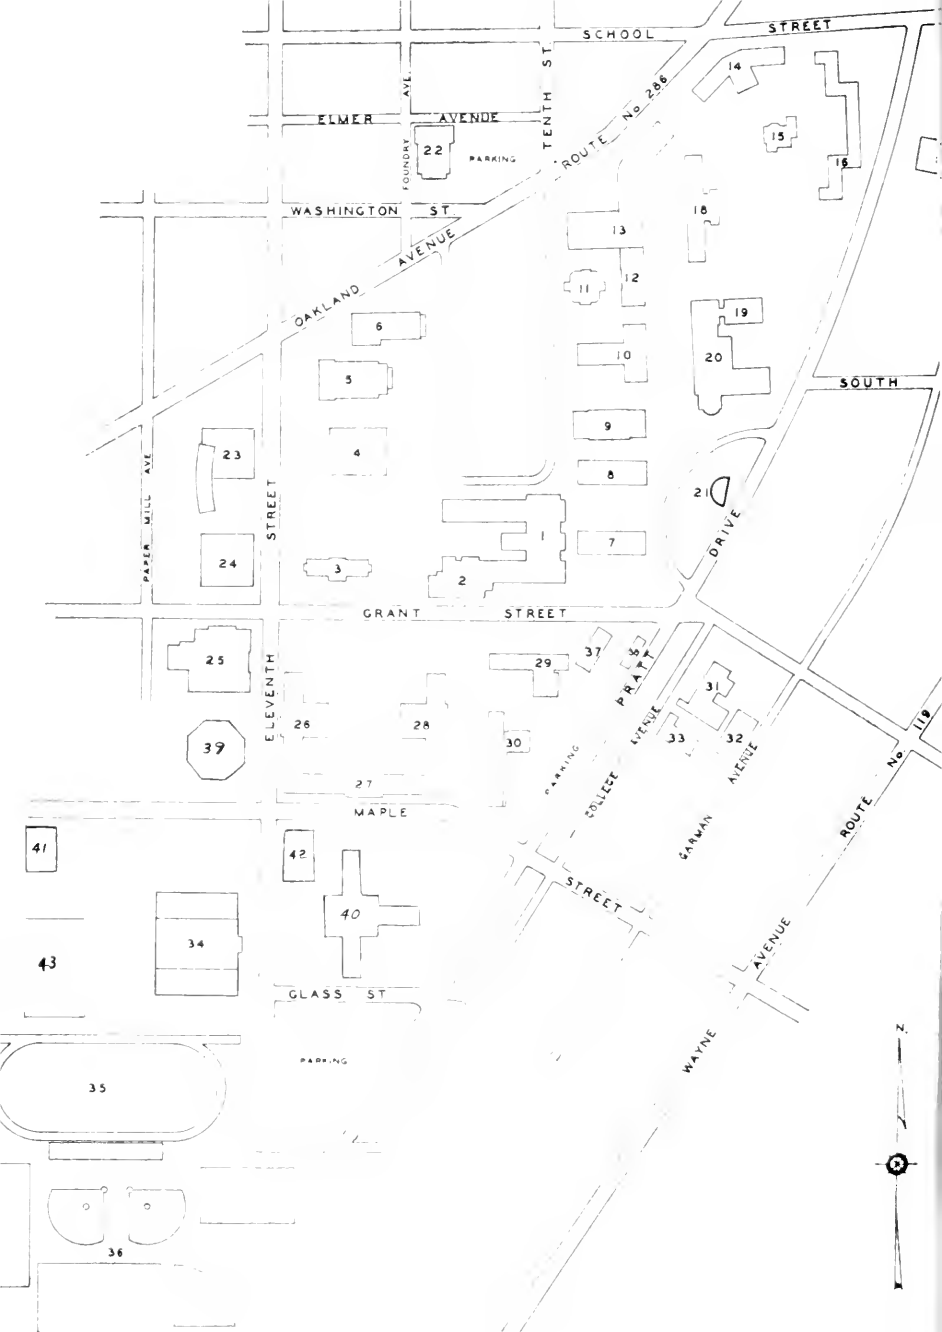 SCHOOL STREET
ELMER AVENUE
FOUNDRY AVE.
TENTH ST
ROUTE No 286
14
15
16
22
PARKING
WASHINGTON ST.
OAKLAND AVENUE
13
18
12
11
19
6
10
20
5
SOUTH
9
23
4
8
21
PAPER MILL AVE
ELEVENTH STREET
DRIVE
1
7
24
3
2
GRANT STREET
25
29
37
PRATT
31
26
28
30
33
32
39
COLLEGE AVENUE
GARMAN AVENUE
ROUTE No 119
PARKING
27
MAPLE STREET
41
42
40
34
43
WAYNE AVENUE
GLASS ST
PARKING
35
N.
36